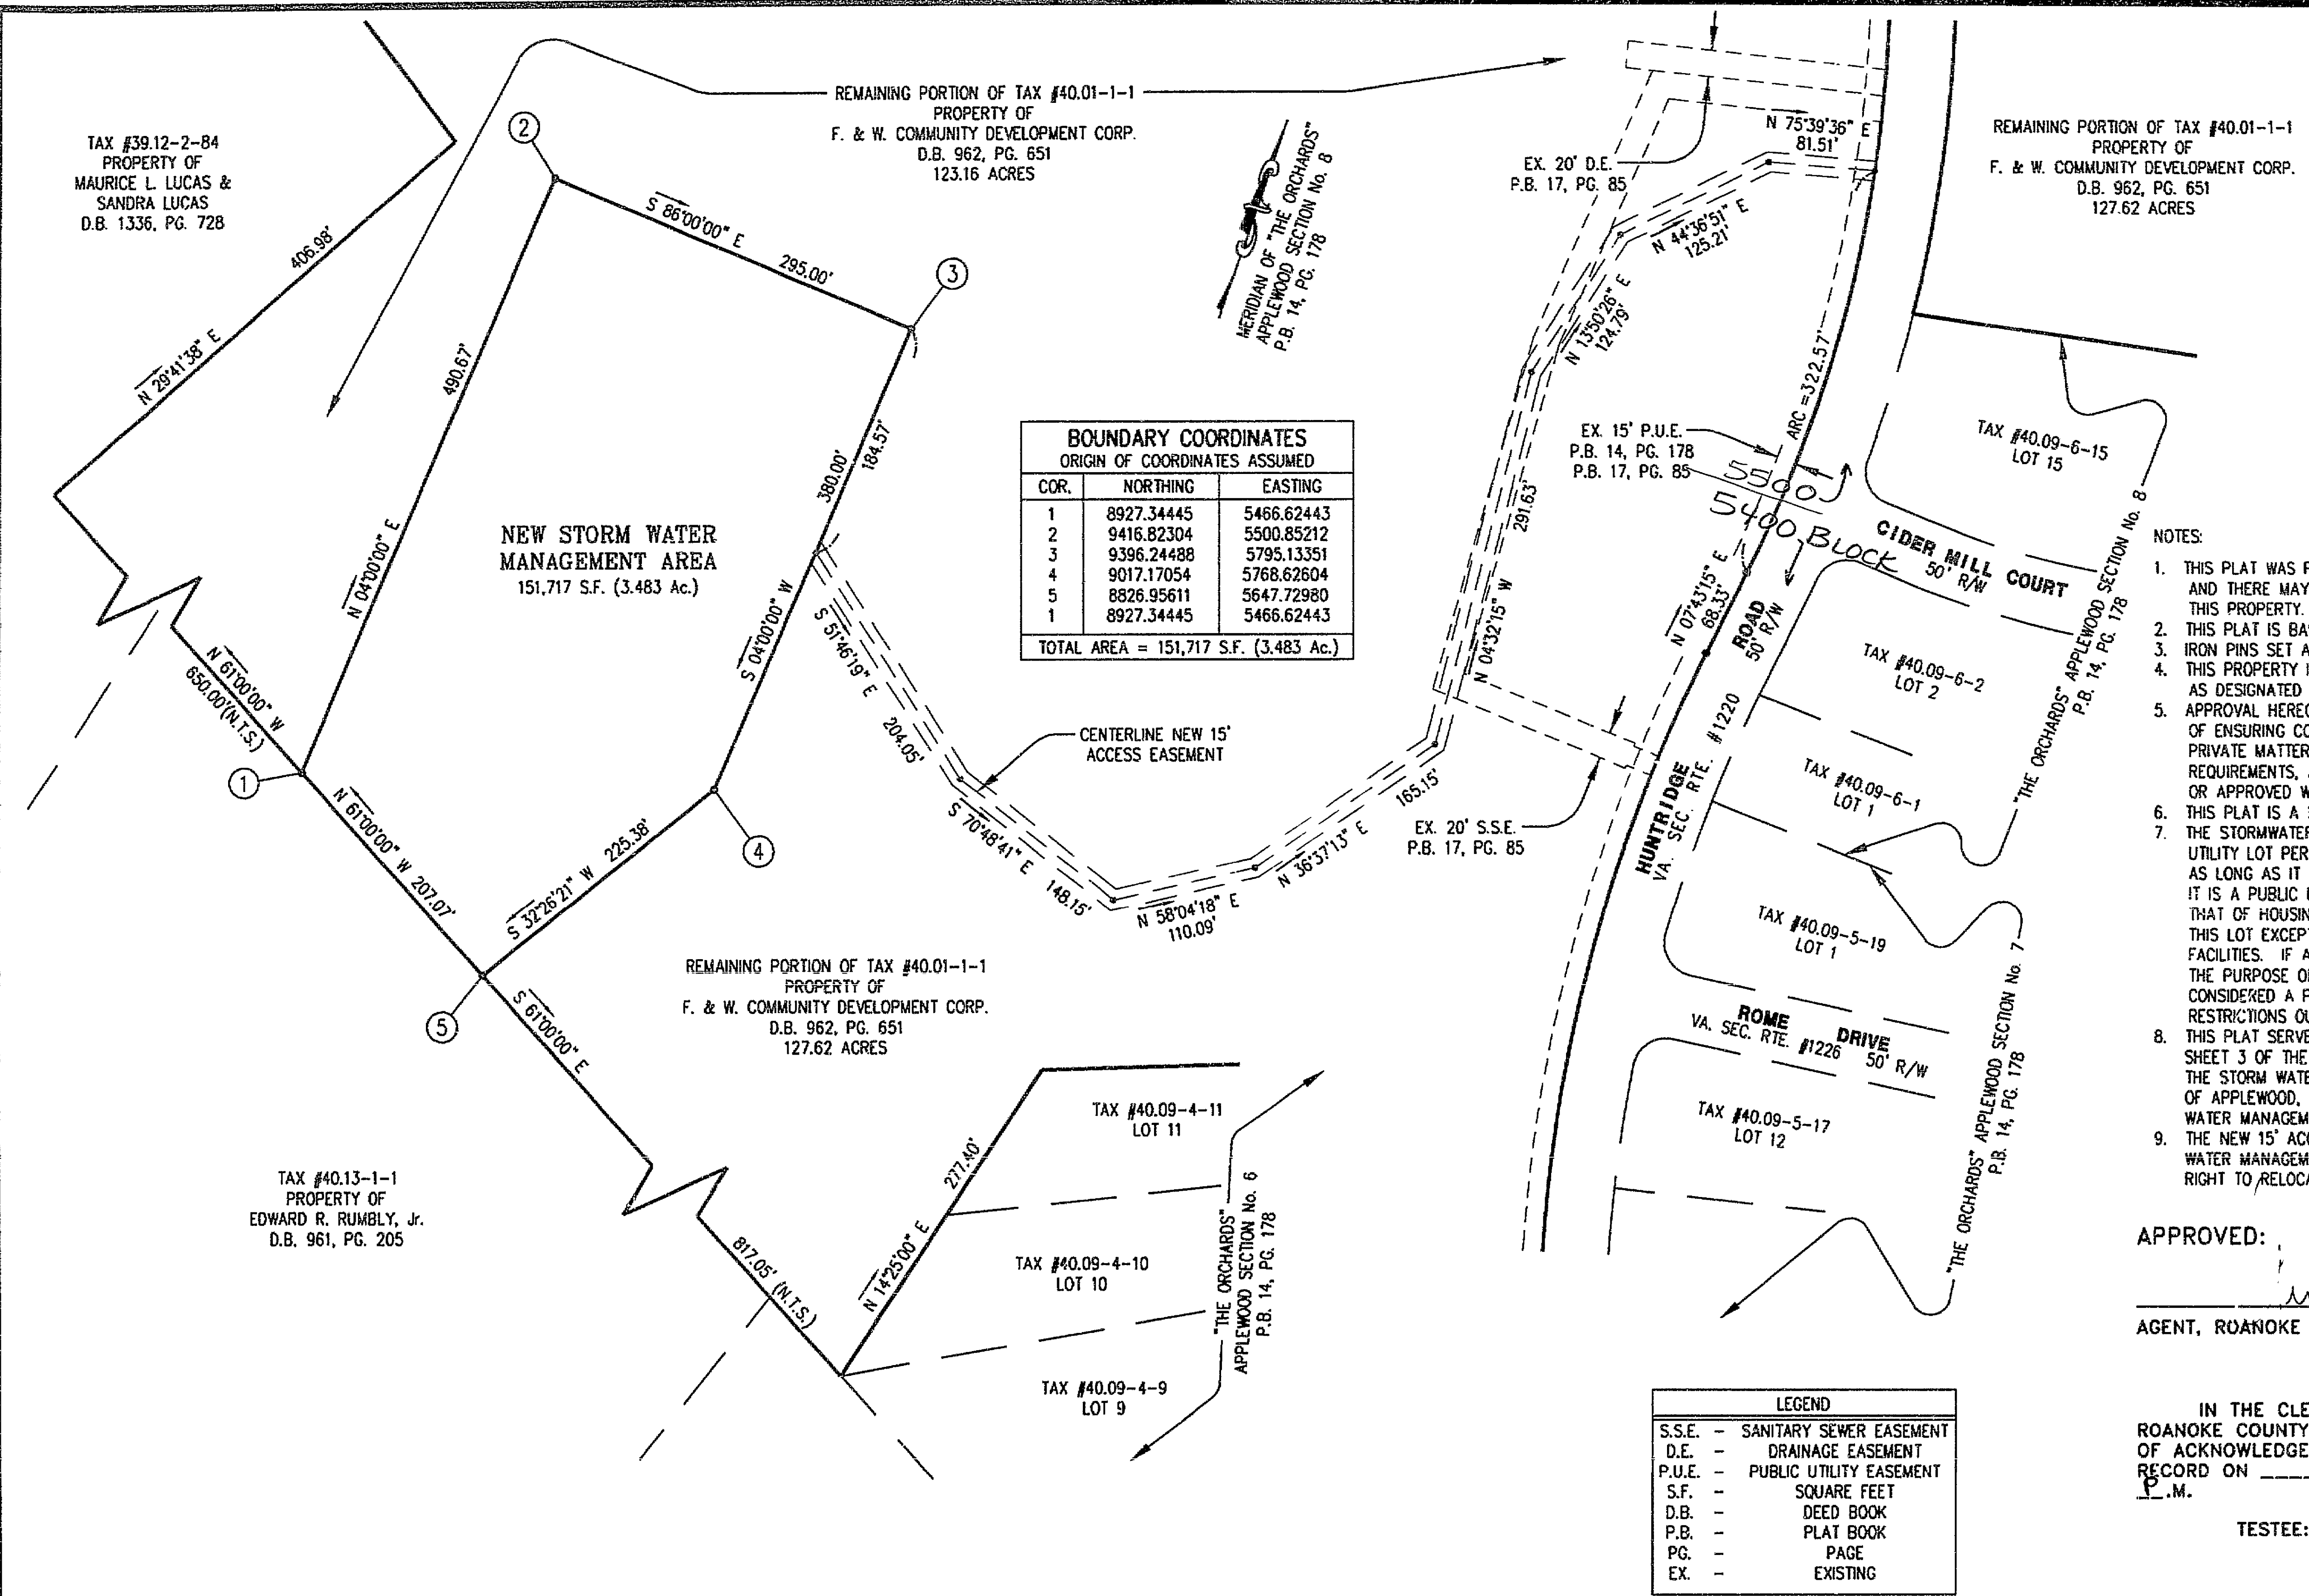 TAX #39.12-2-84
PROPERTY OF
MAURICE L. LUCAS &
SANDRA LUCAS
D.B. 1336, PG. 728
406.98'
N 29°41'38" E
REMAINING PORTION OF TAX #40.01-1-1
PROPERTY OF
F. & W. COMMUNITY DEVELOPMENT CORP.
D.B. 962, PG. 651
123.16 ACRES
2
S 86°00'00" E
295.00'
3
490.67'
N 04°00'00" E
380.00'
184.57'
S 04°00'00" W
NEW STORM WATER
MANAGEMENT AREA
151,717 S.F. (3.483 Ac.)
N 61°00'00" W
650.00'(N.T.S.)
1
N 61°00'00" W 207.07'
S 32°26'21" W 225.38'
4
5
S 61°00'00" E
MERIDIAN OF "THE ORCHARDS"
APPLEWOOD SECTION No. 8
P.B. 14, PG. 178
BOUNDARY COORDINATES
ORIGIN OF COORDINATES ASSUMED
COR. NORTHING EASTING
1 8927.34445 5466.62443
2 9416.82304 5500.85212
3 9396.24488 5795.13351
4 9017.17054 5768.62604
5 8826.95611 5647.72980
1 8927.34445 5466.62443
TOTAL AREA = 151,717 S.F. (3.483 Ac.)
S 51°46'19" E
204.05'
CENTERLINE NEW 15'
ACCESS EASEMENT
S 70°48'41" E
148.15'
N 58°04'18" E
110.09'
N 36°37'13" E
165.15'
N 04°32'15" W
291.63'
N 13°50'26" E
124.79'
N 44°36'51" E
125.21'
N 75°39'36" E
81.51'
EX. 20' D.E.
P.B. 17, PG. 85
EX. 15' P.U.E.
P.B. 14, PG. 178
P.B. 17, PG. 85
EX. 20' S.S.E.
P.B. 17, PG. 85
ARC =322.57'
5500
5400 BLOCK
N 07°43'15" E
68.33'
HUNTRIDGE ROAD
VA. SEC. RTE. #1220 50' R/W
CIDER MILL COURT
50' R/W
REMAINING PORTION OF TAX #40.01-1-1
PROPERTY OF
F. & W. COMMUNITY DEVELOPMENT CORP.
D.B. 962, PG. 651
127.62 ACRES
TAX #40.09-6-15
LOT 15
TAX #40.09-6-2
LOT 2
TAX #40.09-6-1
LOT 1
"THE ORCHARDS" APPLEWOOD SECTION No. 8
P.B. 14, PG. 178
TAX #40.09-5-19
LOT 1
ROME DRIVE
VA. SEC. RTE. #1226 50' R/W
TAX #40.09-5-17
LOT 12
"THE ORCHARDS" APPLEWOOD SECTION No. 7
P.B. 14, PG. 178
REMAINING PORTION OF TAX #40.01-1-1
PROPERTY OF
F. & W. COMMUNITY DEVELOPMENT CORP.
D.B. 962, PG. 651
127.62 ACRES
TAX #40.13-1-1
PROPERTY OF
EDWARD R. RUMBLY, Jr.
D.B. 961, PG. 205
817.05' (N.T.S.)
N 14°25'00" E
277.40'
TAX #40.09-4-11
LOT 11
TAX #40.09-4-10
LOT 10
TAX #40.09-4-9
LOT 9
"THE ORCHARDS"
APPLEWOOD SECTION No. 6
P.B. 14, PG. 178
NOTES:
1. THIS PLAT WAS
AND THERE MAY
THIS PROPERTY.
2. THIS PLAT IS
3. IRON PINS SET
4. THIS PROPERTY
AS DESIGNATED
5. APPROVAL
OF ENSURING
PRIVATE
REQUIREMENTS,
OR APPROVED
6. THIS PLAT IS A
7. THE
UTILITY LOT PER
AS LONG AS IT
IT IS A PUBLIC
THAT OF
THIS LOT
FACILITIES. IF
THE PURPOSE
CONSIDERED A
RESTRICTIONS
8. THIS PLAT
SHEET 3 OF THE
THE STORM
OF APPLEWOOD,
WATER
9. THE NEW 15'
WATER
RIGHT TO
APPROVED:
AGENT, ROANOKE
IN THE
ROANOKE COUNTY
OF
RECORD ON ____
P.M.
TESTEE:
LEGEND
S.S.E. - SANITARY SEWER EASEMENT
D.E. - DRAINAGE EASEMENT
P.U.E. - PUBLIC UTILITY EASEMENT
S.F. - SQUARE FEET
D.B. - DEED BOOK
P.B. - PLAT BOOK
PG. - PAGE
EX. - EXISTING